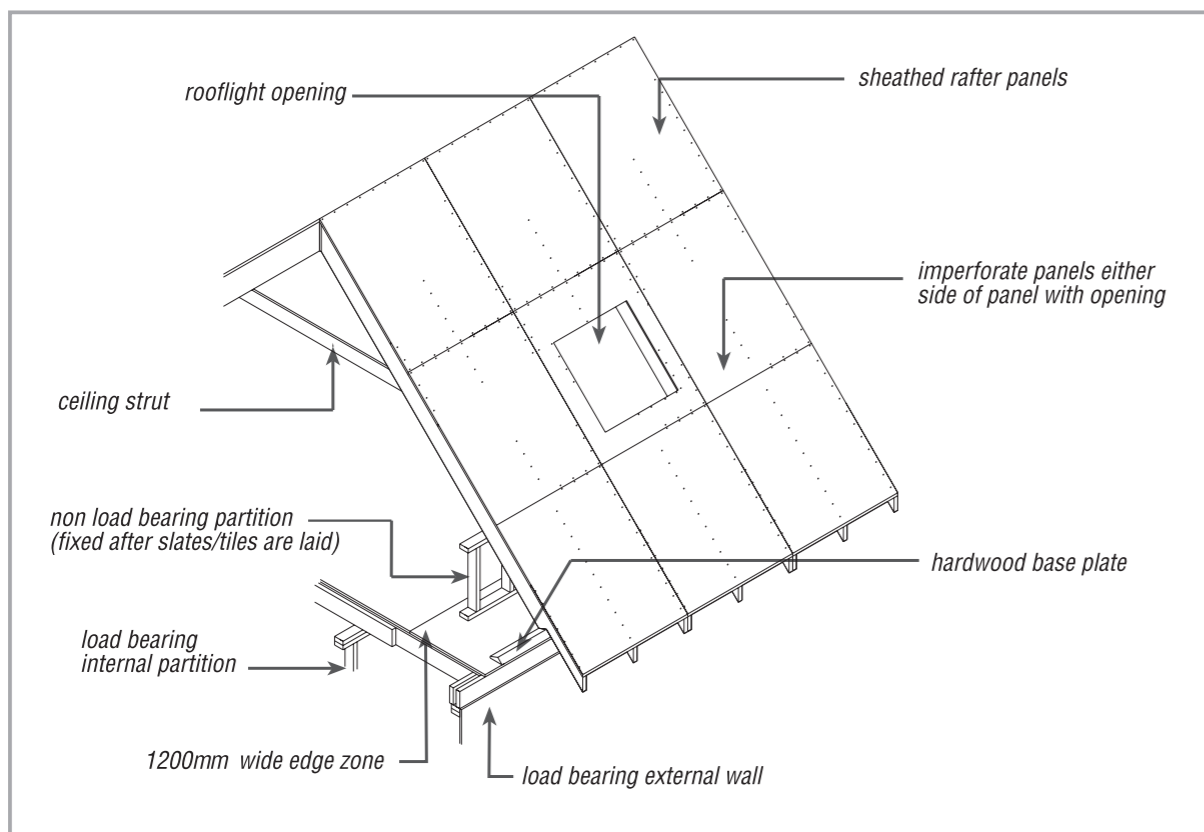 rooflight opening
sheathed rafter panels
imperforate panels either
side of panel with opening
ceiling strut
non load bearing partition
(fixed after slates/tiles are laid)
hardwood base plate
load bearing
internal partition
1200mm wide edge zone
load bearing external wall